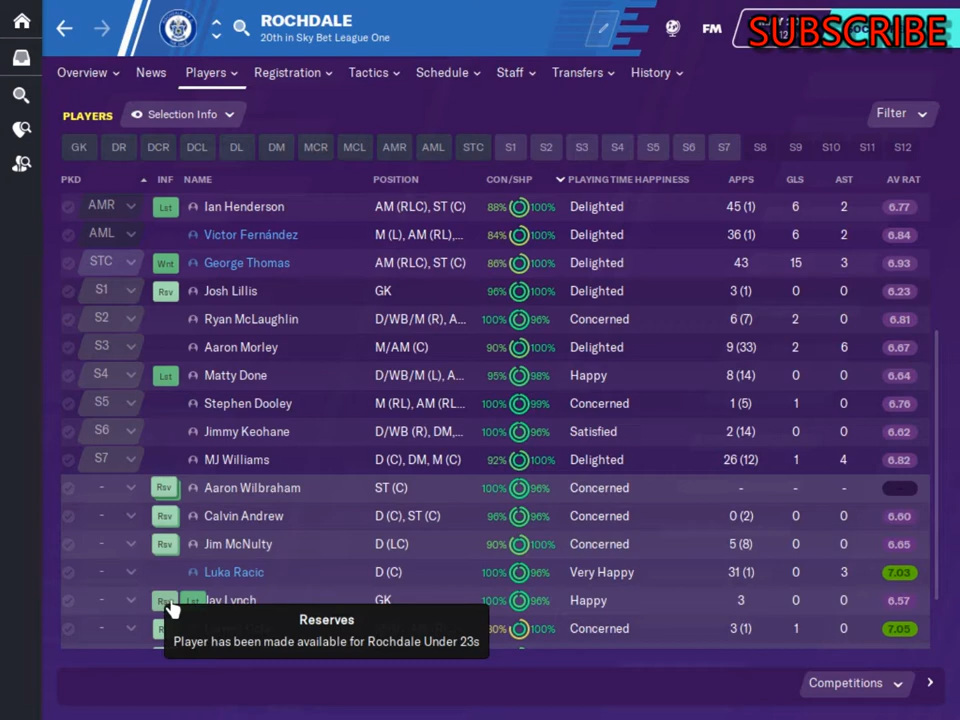 ROCHDALE
20th in Sky Bet League One
FM
SUBSCRIBE
Overview News Players Registration Tactics Schedule Staff Transfers History
PLAYERS Selection Info Filter
GK DR DCR DCL DL DM MCR MCL AMR AML STC S1 S2 S3 S4 S5 S6 S7 S8 S9 S10 S11 S12
PKD INF NAME POSITION CON/SHP PLAYING TIME HAPPINESS APPS GLS AST AV RAT
AMR Lst Ian Henderson AM (RLC), ST (C) 88% 100% Delighted 45 (1) 6 2 6.77
AML Victor Fernández M (L), AM (RL),... 84% 100% Delighted 36 (1) 6 2 6.84
STC Wnt George Thomas AM (RLC), ST (C) 86% 100% Delighted 43 15 3 6.93
S1 Rsv Josh Lillis GK 96% 100% Delighted 3 (1) 0 0 6.23
S2 Ryan McLaughlin D/WB/M (R), A... 100% 96% Concerned 6 (7) 2 0 6.81
S3 Aaron Morley M/AM (C) 90% 100% Delighted 9 (33) 2 6 6.67
S4 Lst Matty Done D/WB/M (L), A... 95% 98% Happy 8 (14) 0 0 6.64
S5 Stephen Dooley M (RL), AM (RL... 100% 99% Concerned 1 (5) 1 0 6.76
S6 Jimmy Keohane D/WB (R), DM,... 100% 96% Satisfied 2 (14) 0 0 6.62
S7 MJ Williams D (C), DM, M (C) 92% 100% Delighted 26 (12) 1 4 6.82
- Rsv Aaron Wilbraham ST (C) 100% 96% Concerned - - - -
- Rsv Calvin Andrew D (C), ST (C) 96% 96% Concerned 0 (2) 0 0 6.60
- Rsv Jim McNulty D (LC) 90% 100% Concerned 5 (8) 0 0 6.65
- Luka Racic D (C) 100% 96% Very Happy 31 (1) 0 3 7.03
- Rsv Lst Jay Lynch GK 100% 96% Happy 3 0 0 6.57
- 100% Concerned 3 (1) 1 0 7.05
Reserves
Player has been made available for Rochdale Under 23s
Competitions